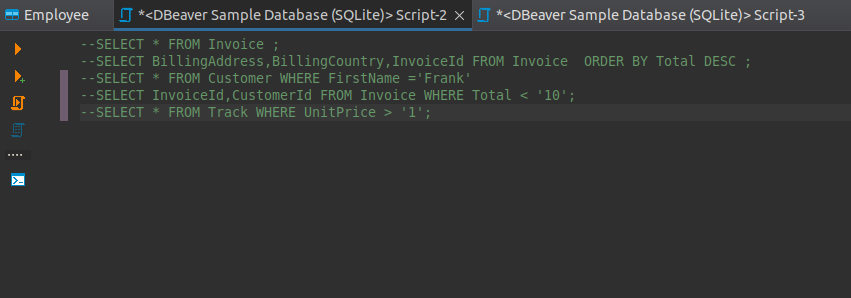 Employee
*<DBeaver Sample Database (SQLite)> Script-2
*<DBeaver Sample Database (SQLite)> Script-3
--SELECT * FROM Invoice ;
--SELECT BillingAddress,BillingCountry,InvoiceId FROM Invoice  ORDER BY Total DESC ;
--SELECT * FROM Customer WHERE FirstName ='Frank'
--SELECT InvoiceId,CustomerId FROM Invoice WHERE Total < '10';
--SELECT * FROM Track WHERE UnitPrice > '1';